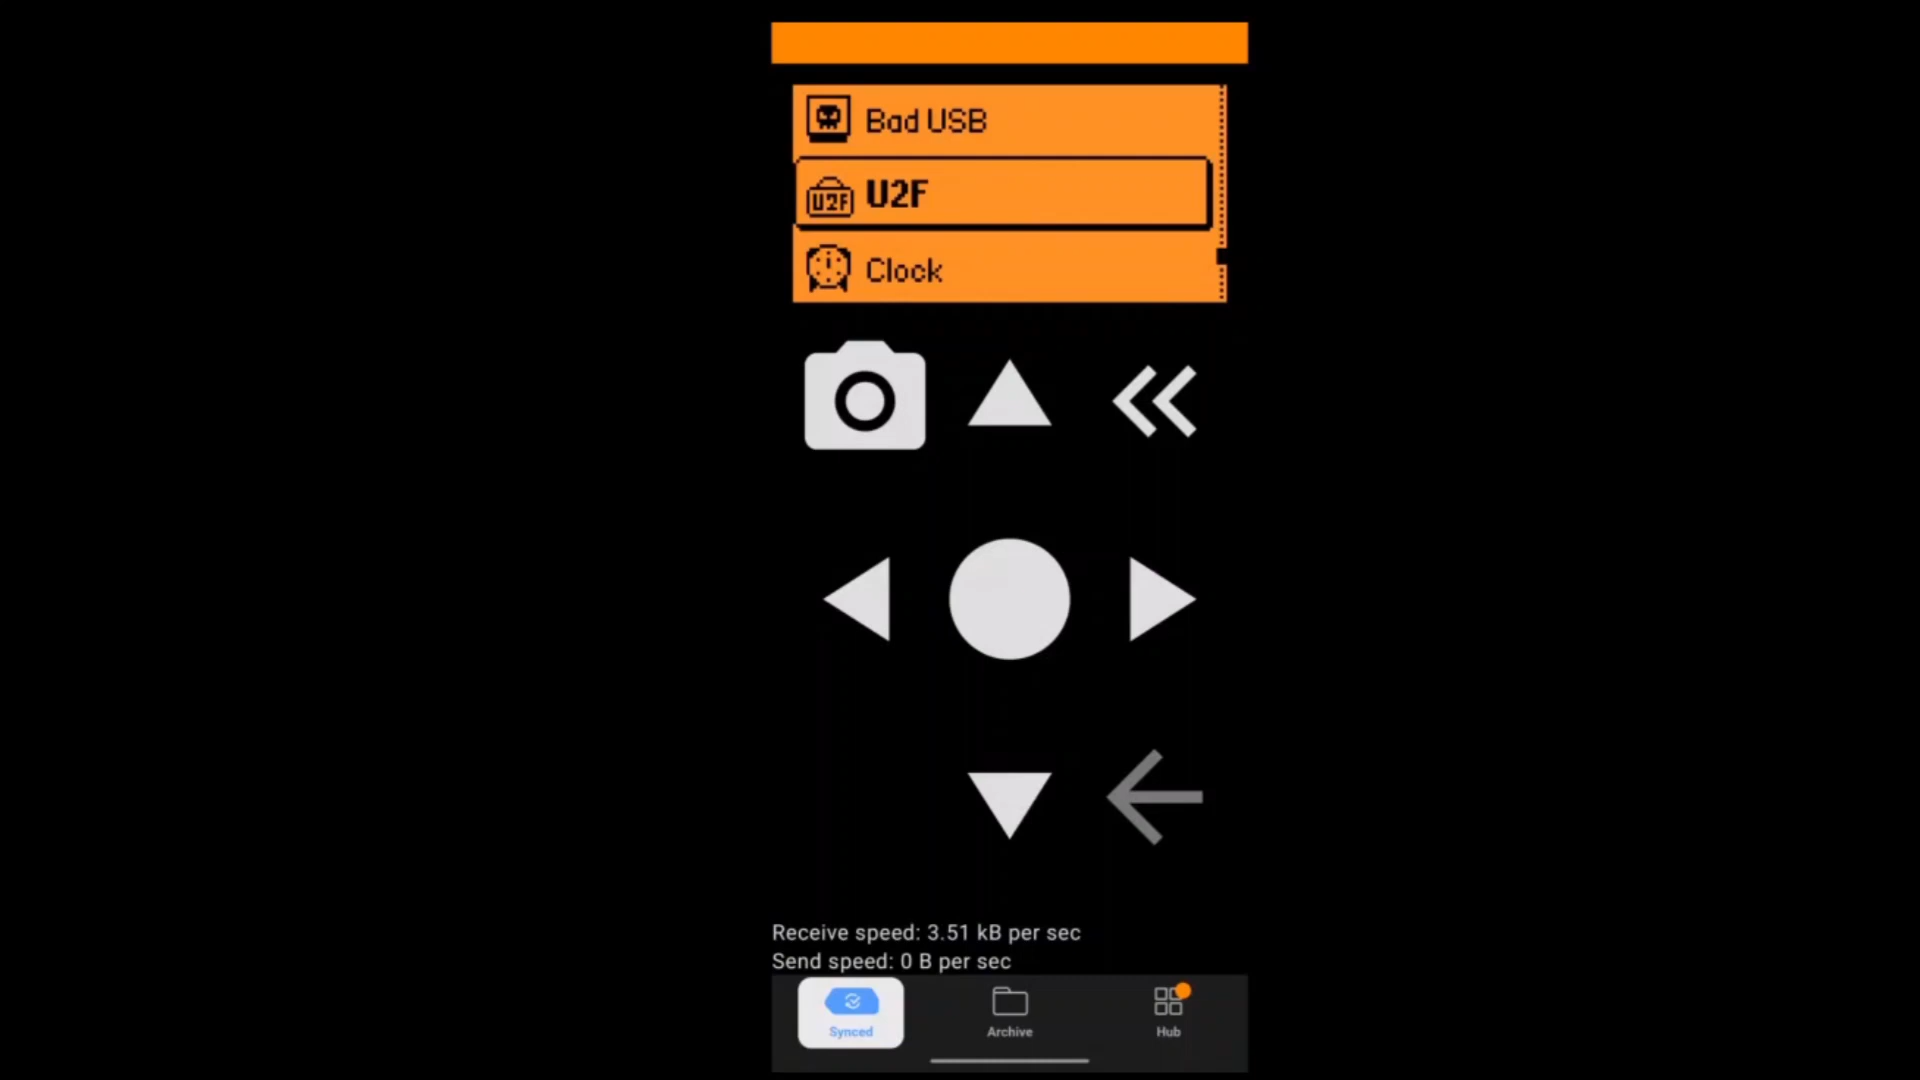 Bad USB
U2F U2F
Clock
Receive speed: 3.51 kB per sec
Send speed: 0 B per sec
Synced Archive Hub